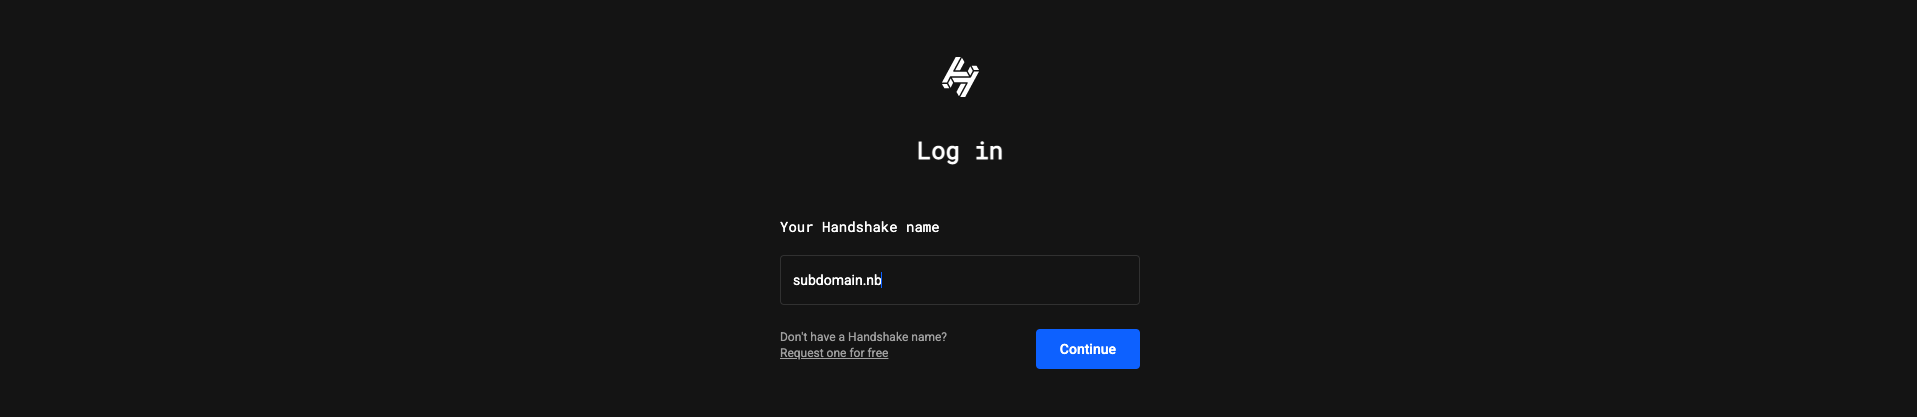 Log in
Your Handshake name
subdomain.nb
Don't have a Handshake name?
Request one for free
Continue